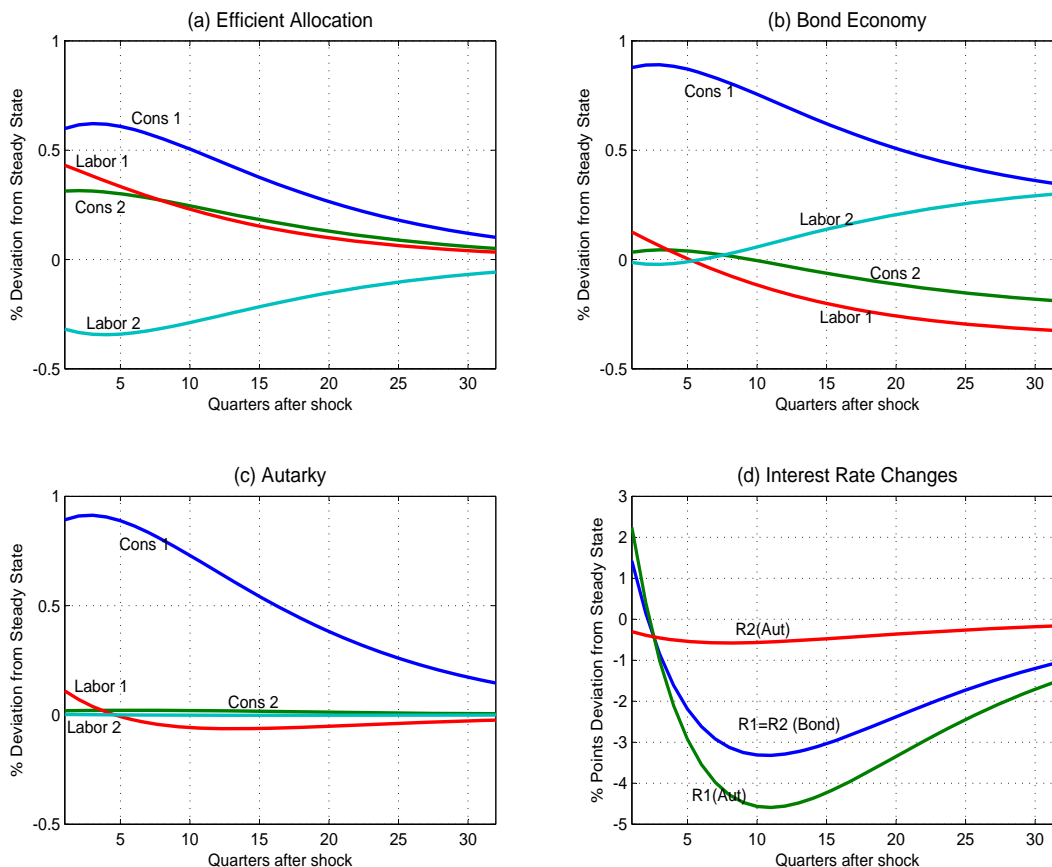 (a) Efficient Allocation
1
0.5
0
-0.5
% Deviation from Steady State
Cons 1
Labor 1
Cons 2
Labor 2
5 10 15 20 25 30
Quarters after shock
(b) Bond Economy
1
0.5
0
-0.5
% Deviation from Steady State
Cons 1
Labor 2
Cons 2
Labor 1
5 10 15 20 25 30
Quarters after shock
(c) Autarky
1
0.5
0
-0.5
% Deviation from Steady State
Cons 1
Labor 1
Cons 2
Labor 2
5 10 15 20 25 30
Quarters after shock
(d) Interest Rate Changes
3
2
1
0
-1
-2
-3
-4
-5
% Points Deviation from Steady State
R2(Aut)
R1=R2 (Bond)
R1(Aut)
5 10 15 20 25 30
Quarters after shock